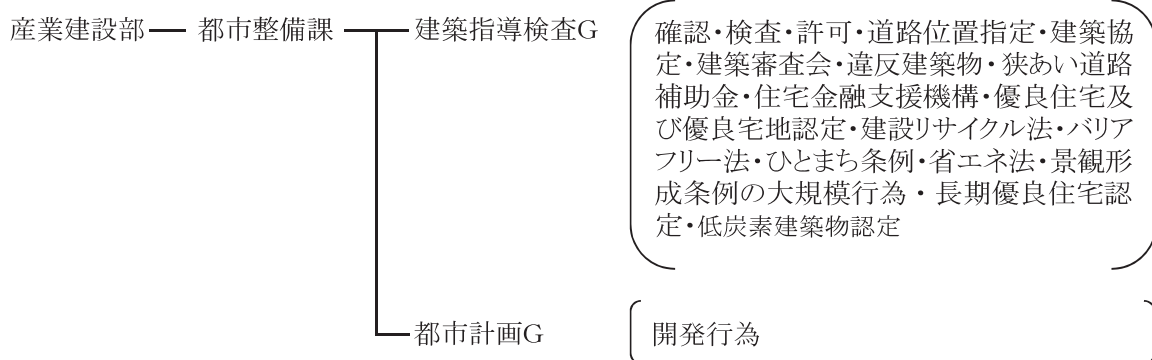 産業建設部 都市整備課 建築指導検査G
確認・検査・許可・道路位置指定・建築協
定・建築審査会・違反建築物・狭あい道路
補助金・住宅金融支援機構・優良住宅及
び優良宅地認定・建設リサイクル法・バリア
フリー法・ひとまち条例・省エネ法・景観形
成条例の大規模行為・長期優良住宅認
定・低炭素建築物認定
都市計画G 開発行為